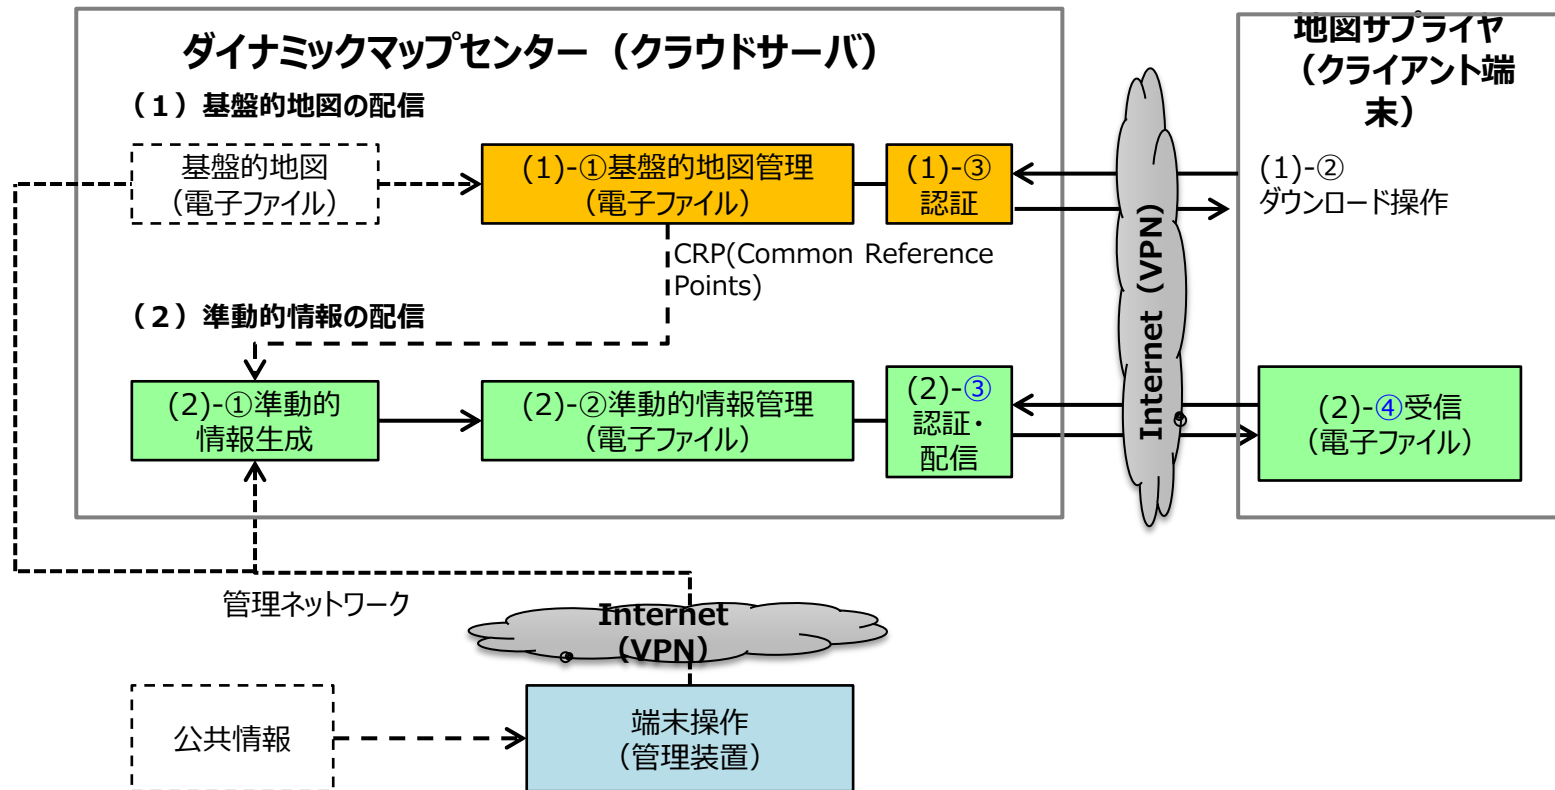 ダイナミックマップセンター（クラウドサーバ）
（１）基盤的地図の配信
基盤的地図
（電子ファイル）
(1)-①基盤的地図管理
（電子ファイル）
(1)-③
認証
CRP(Common Reference
Points)
（２）準動的情報の配信
(2)-①準動的
情報生成
(2)-②準動的情報管理
（電子ファイル）
(2)-③
認証・
配信
Internet（VPN）
地図サプライヤ
（クライアント端
末）
(1)-②
ダウンロード操作
(2)-④受信
（電子ファイル）
管理ネットワーク
Internet
（VPN）
公共情報
端末操作
（管理装置）